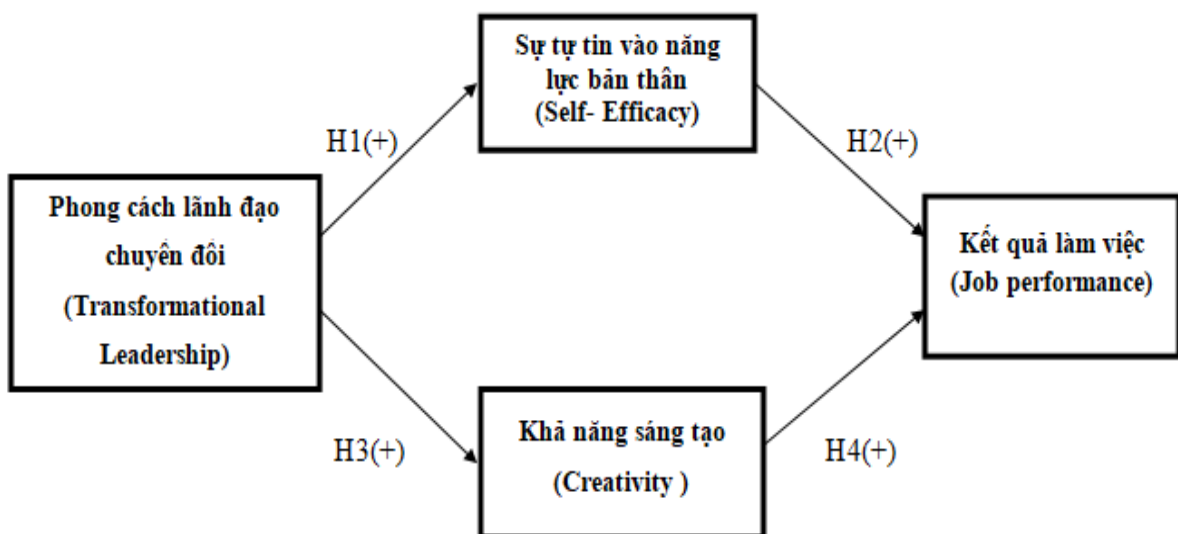 Sự tự tin vào năng
lực bản thân
(Self- Efficacy)
H1(+)
H2(+)
Phong cách lãnh đạo
chuyển đổi
(Transformational
Leadership)
Kết quả làm việc
(Job performance)
Khả năng sáng tạo
(Creativity )
H3(+)
H4(+)